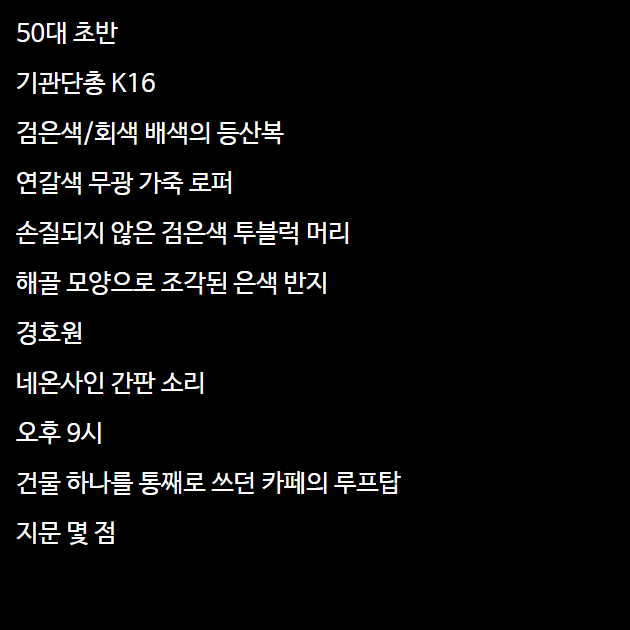 50대 초반
기관단총 K16
검은색/회색 배색의 등산복
연갈색 무광 가죽 로퍼
손질되지 않은 검은색 투블럭 머리
해골 모양으로 조각된 은색 반지
경호원
네온사인 간판 소리
오후 9시
건물 하나를 통째로 쓰던 카페의 루프탑
지문 몇 점